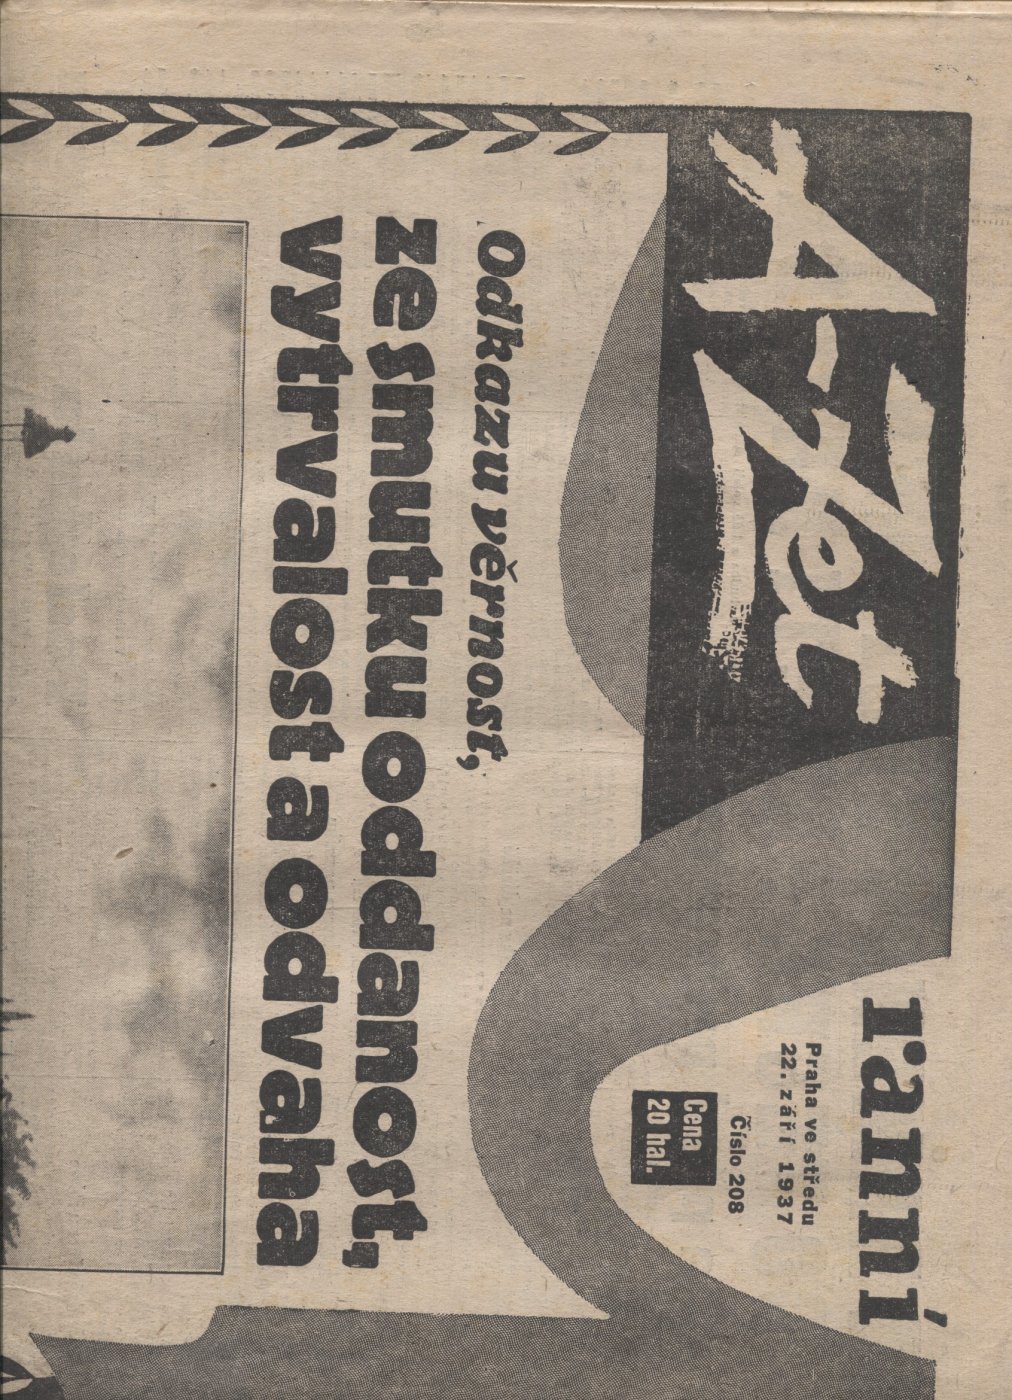 A-Zet
ranní
Praha ve středu
22. září 1937
Číslo 208
Cena
20 hal.
Odkazu věrnost,
ze smutku oddanost,
vytrvalost a odvaha